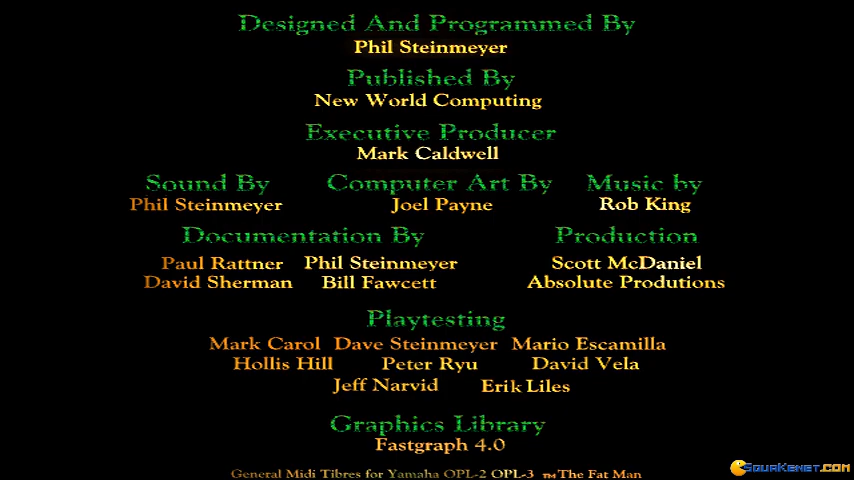 Designed And Programmed By
Phil Steinmeyer
Published By
New World Computing
Executive Producer
Mark Caldwell
Sound By Computer Art By Music by
Phil Steinmeyer Joel Payne Rob King
Documentation By Production
Paul Rattner Phil Steinmeyer Scott McDaniel
David Sherman Bill Fawcett Absolute Produtions
Playtesting
Mark Carol Dave Steinmeyer Mario Escamilla
Hollis Hill Peter Ryu David Vela
Jeff Narvid Erik Liles
Graphics Library
Fastgraph 4.0
General Midi Tibres for Yamaha OPL-2 OPL-3 ™ The Fat Man
SquaKenet.com